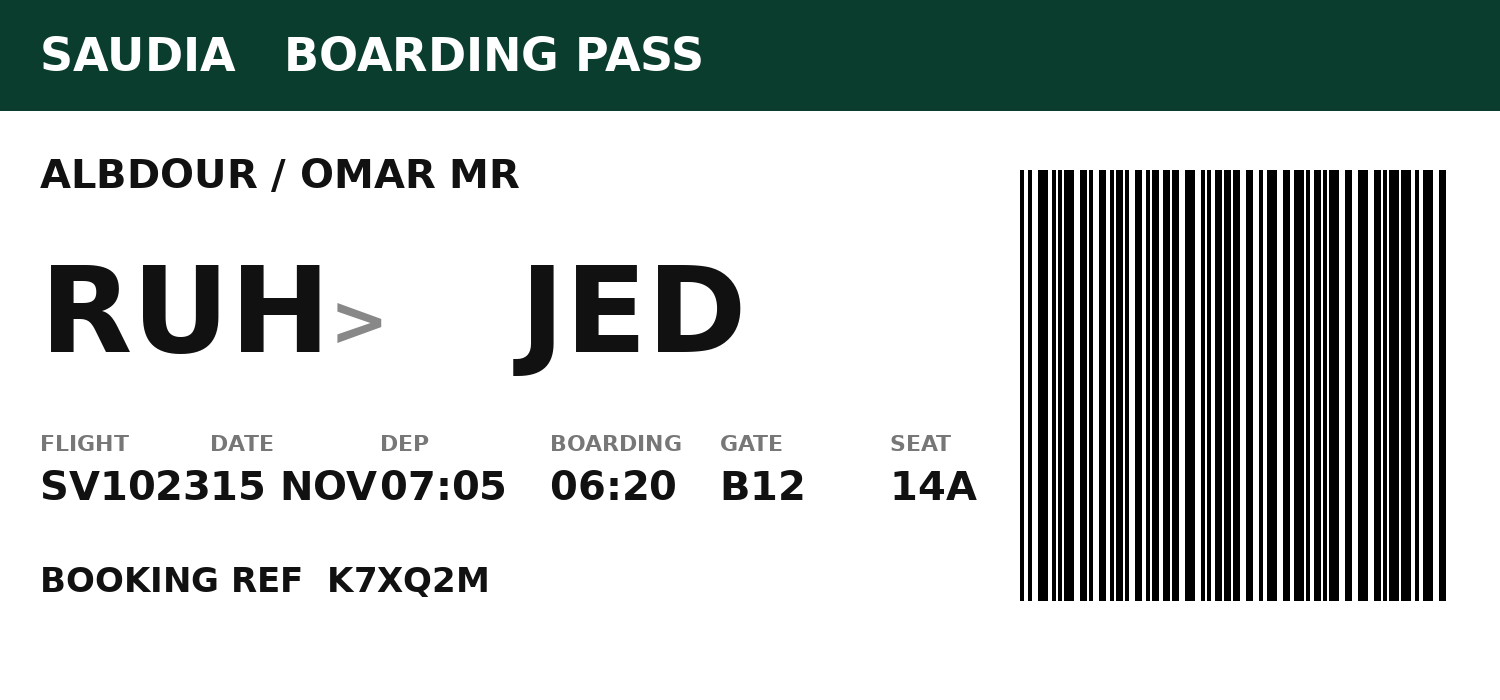 SAUDIA BOARDING PASS
ALBDOUR / OMAR MR
RUH > JED
FLIGHT DATE DEP BOARDING GATE SEAT
SV1023 15 NOV 07:05 06:20 B12 14A
BOOKING REF K7XQ2M